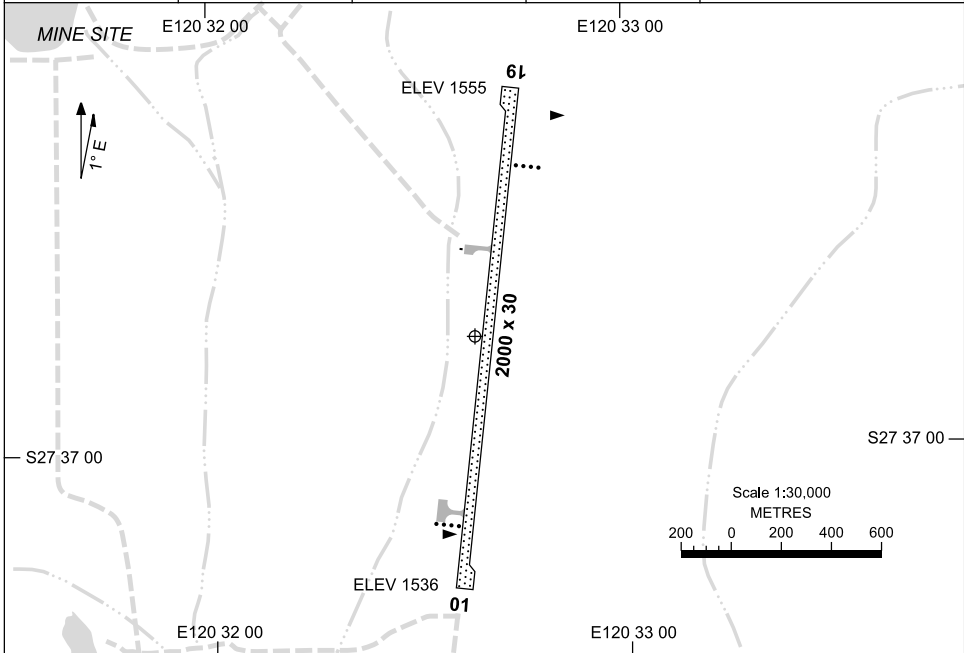 E120 32 00
E120 33 00
MINE SITE
19
ELEV 1555
1° E
2000 x 30
S27 37 00
S27 37 00
Scale 1:30,000
METRES
200 0 200 400 600
ELEV 1536
01
E120 32 00
E120 33 00